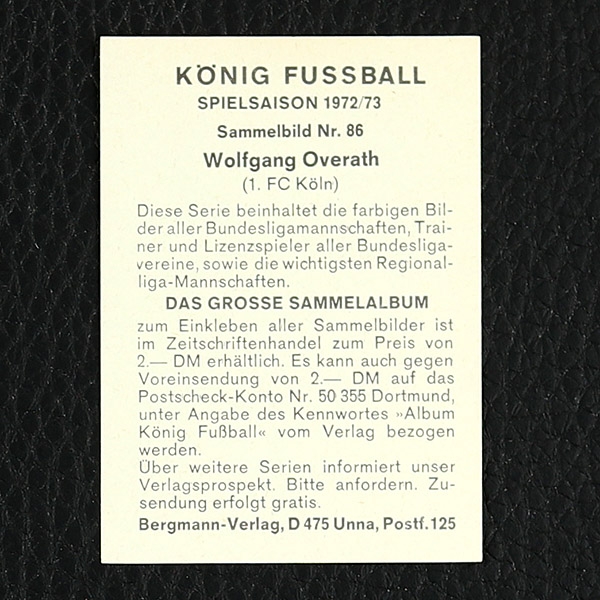 KÖNIG FUSSBALL
SPIELSAISON 1972/73
Sammelbild Nr. 86
Wolfgang Overath
(1. FC Köln)
Diese Serie beinhaltet die farbigen Bil-
der aller Bundesligamannschaften, Trai-
ner und Lizenzspieler aller Bundesliga-
vereine, sowie die wichtigsten Regional-
liga-Mannschaften.
DAS GROSSE SAMMELALBUM
zum Einkleben aller Sammelbilder ist
im Zeitschriftenhandel zum Preis von
2.— DM erhältlich. Es kann auch gegen
Voreinsendung von 2.— DM auf das
Postscheck-Konto Nr. 50 355 Dortmund,
unter Angabe des Kennwortes »Album
König Fußball« vom Verlag bezogen
werden.
Über weitere Serien informiert unser
Verlagsprospekt. Bitte anfordern. Zu-
sendung erfolgt gratis.
Bergmann-Verlag, D 475 Unna, Postf. 125